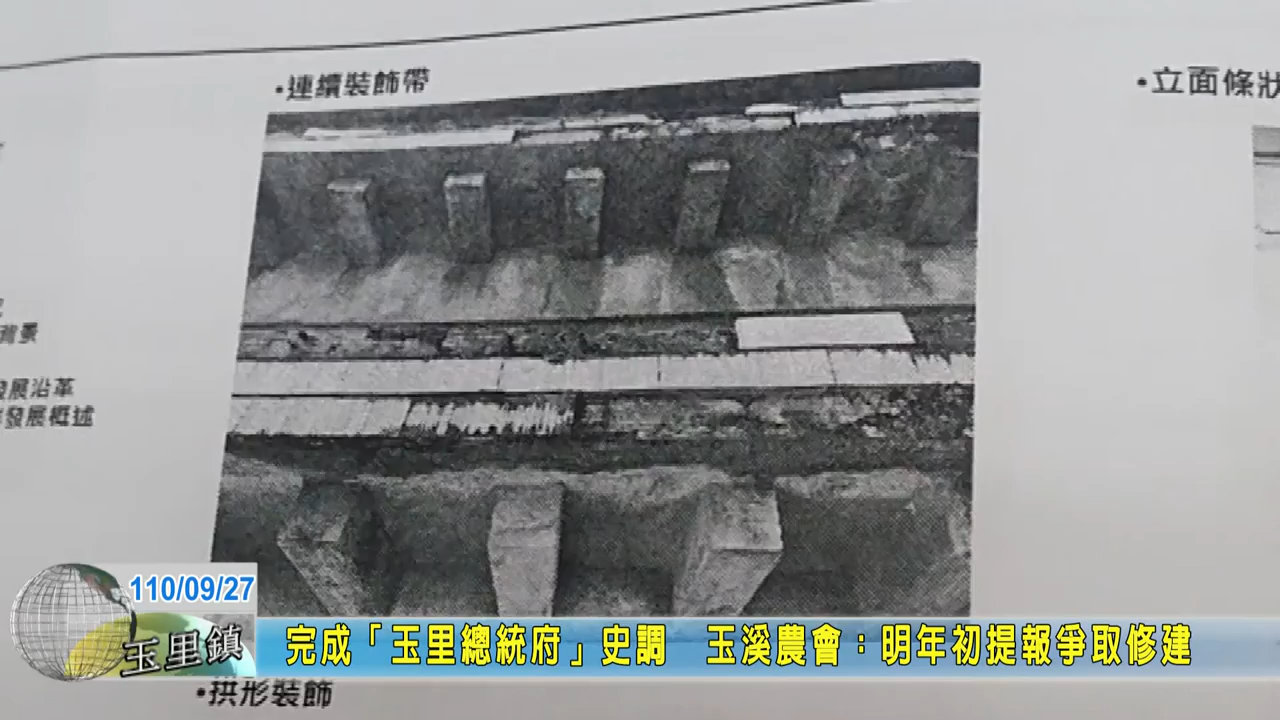 •連續裝飾帶
•立面條狀
背景
發展沿革
發展概述
110/09/27
玉里鎮
完成「玉里總統府」史調　玉溪農會：明年初提報爭取修建
•拱形裝飾